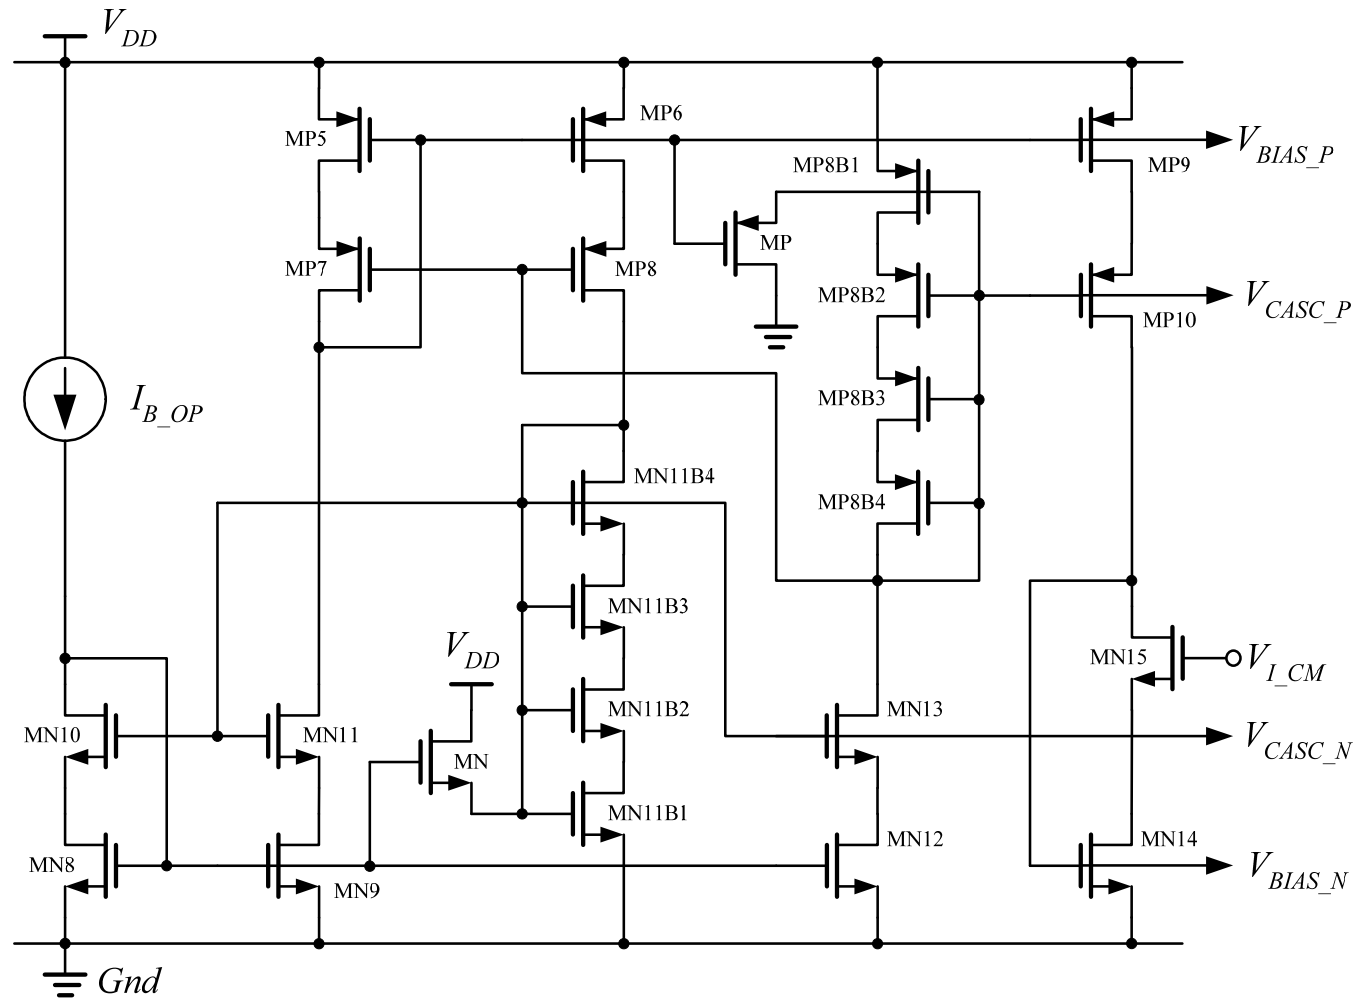 V_DD
MP5
MP6
MP8B1
MP9
V_BIAS_P
MP7
MP8
MP
MP8B2
MP10
V_CASC_P
I_B_OP
MP8B3
MN11B4
MP8B4
MN11B3
V_DD
MN15
V_I_CM
MN10
MN11
MN
MN11B2
MN13
V_CASC_N
MN11B1
MN8
MN9
MN12
MN14
V_BIAS_N
Gnd